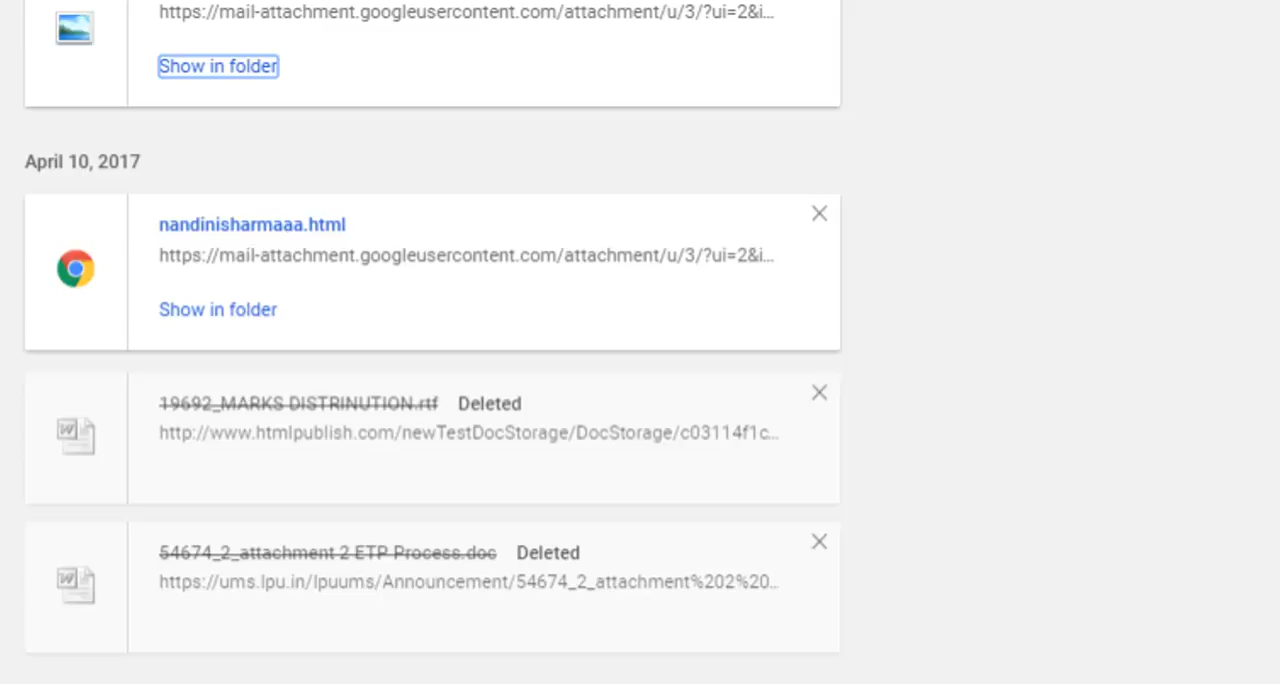 https://mail-attachment.googleusercontent.com/attachment/u/3/?ui=2&i...
Show in folder
April 10, 2017
nandinisharmaaa.html
https://mail-attachment.googleusercontent.com/attachment/u/3/?ui=2&i...
Show in folder
19692_MARKS DISTRINUTION.rtf Deleted
http://www.htmlpublish.com/newTestDocStorage/DocStorage/c03114f1c...
54674_2_attachment 2 ETP Process.doc Deleted
https://ums.lpu.in/lpuums/Announcement/54674_2_attachment%202%20...